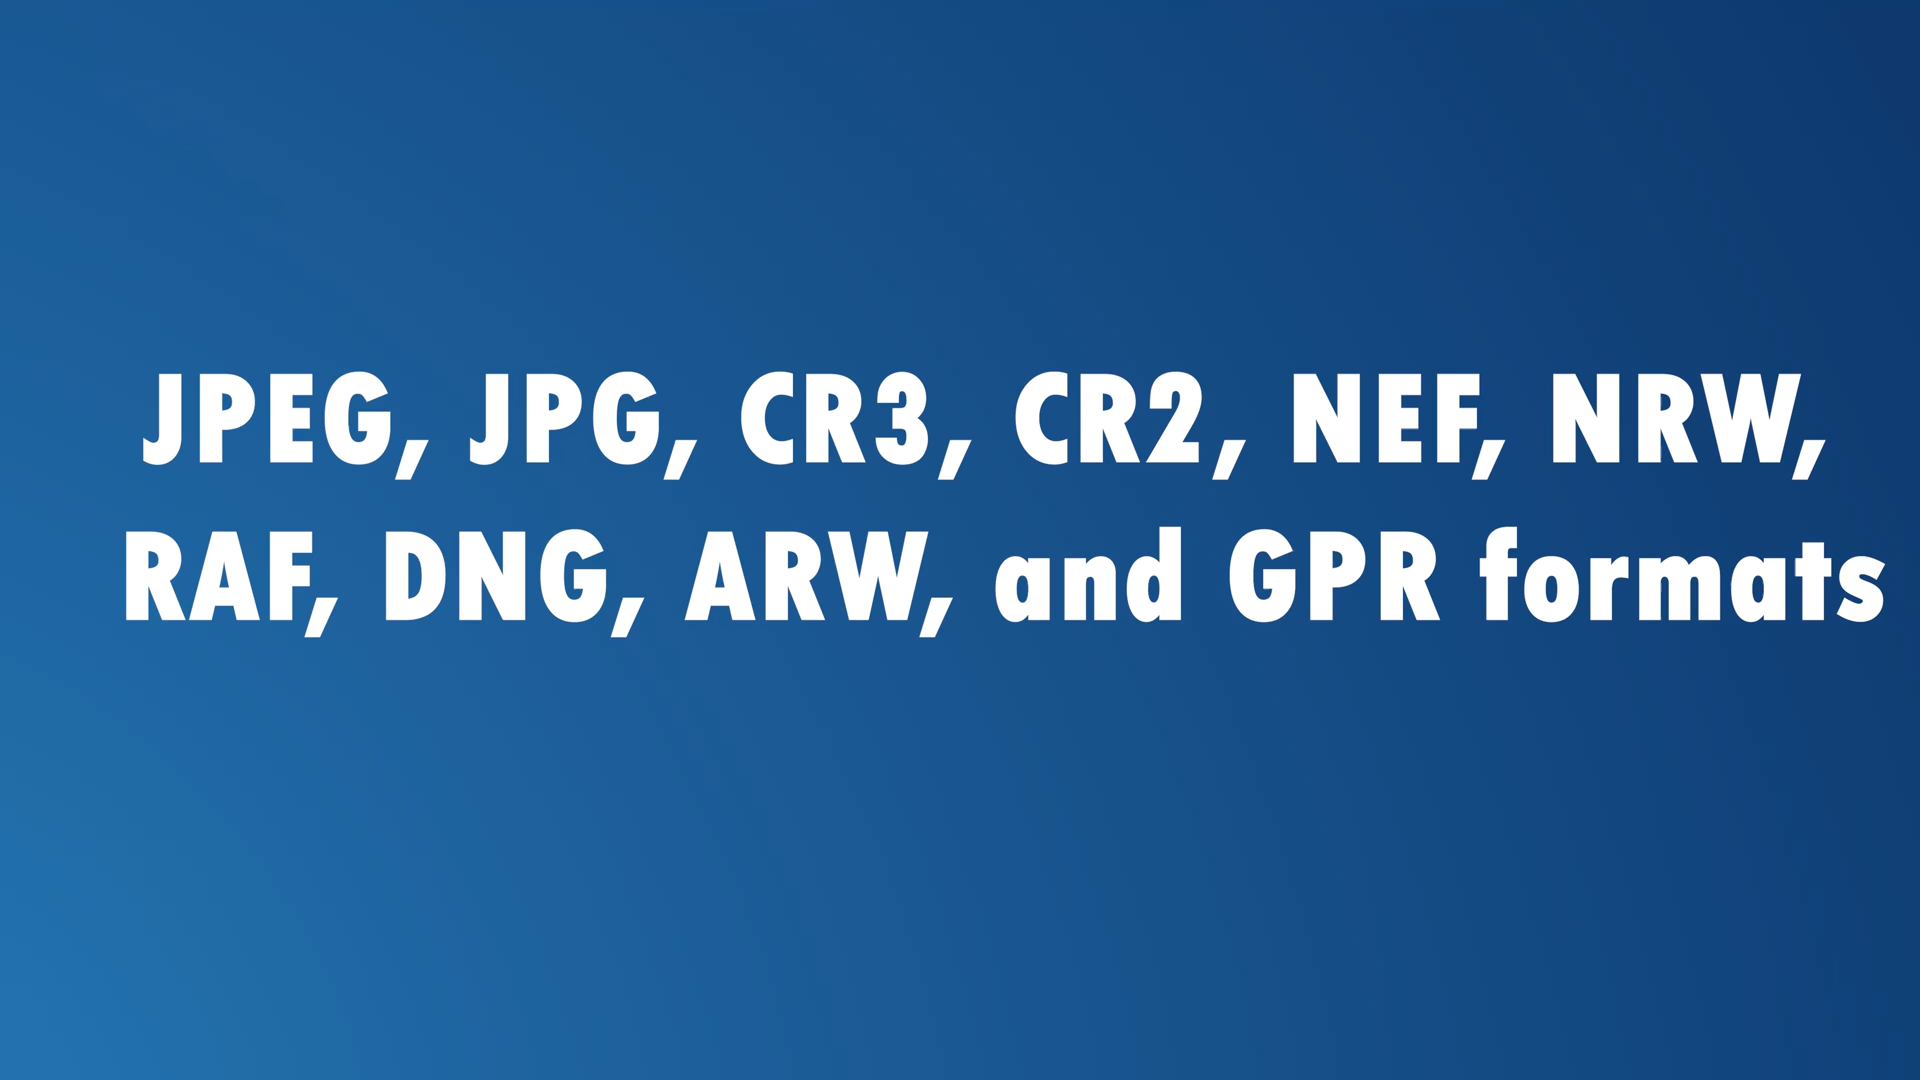 JPEG, JPG, CR3, CR2, NEF, NRW,
RAF, DNG, ARW, and GPR formats